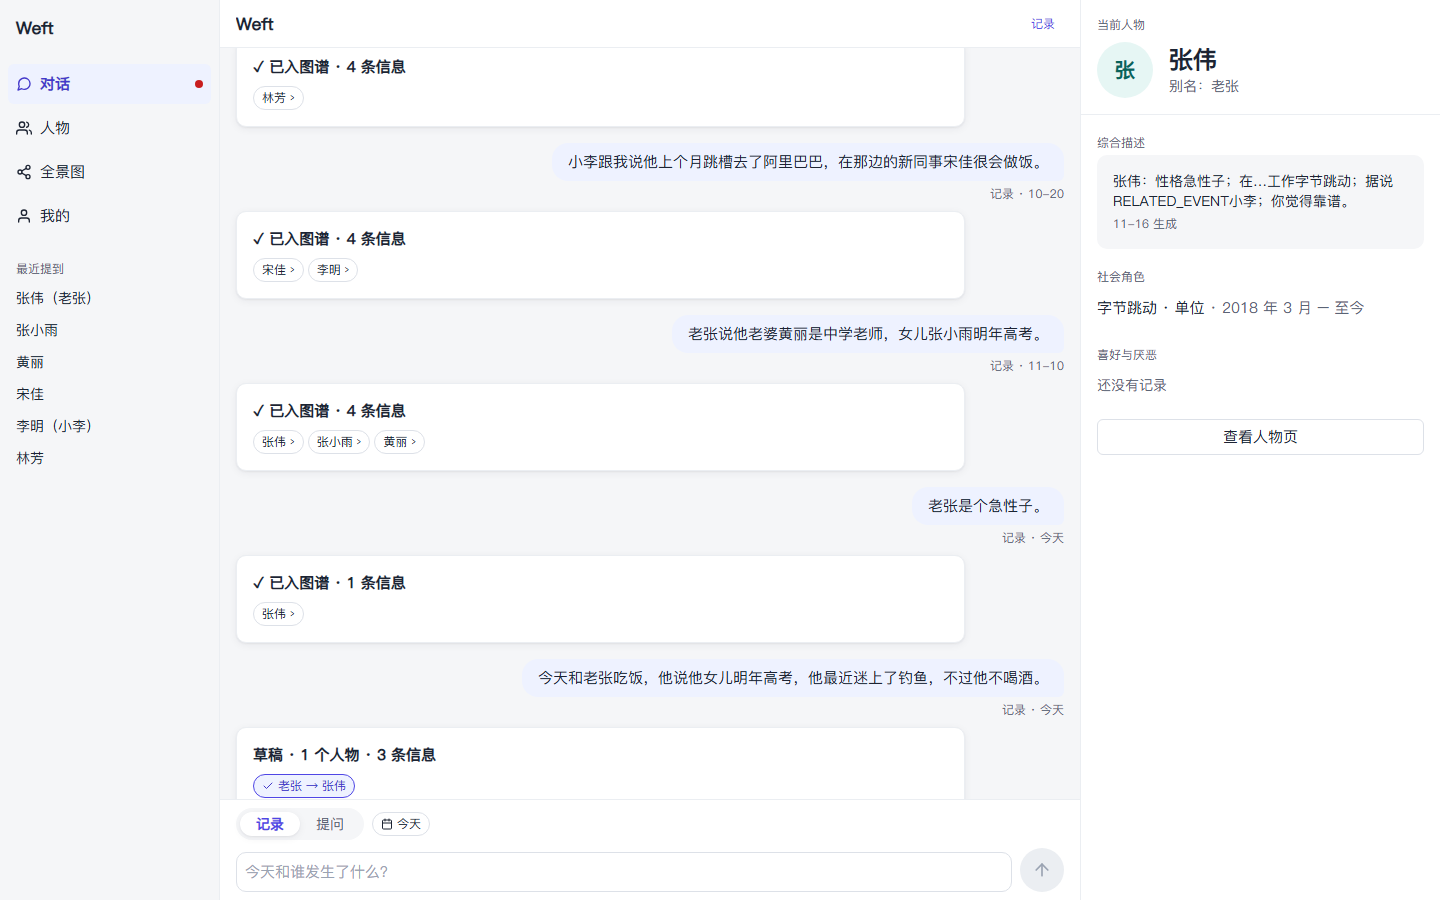 Weft
对话
人物
全景图
我的
最近提到
张伟（老张）
张小雨
黄丽
宋佳
李明（小李）
林芳
Weft
记录
✓ 已入图谱 · 4 条信息
林芳 ›
小李跟我说他上个月跳槽去了阿里巴巴，在那边的新同事宋佳很会做饭。
记录 · 10-20
✓ 已入图谱 · 4 条信息
宋佳 › 李明 ›
老张说他老婆黄丽是中学老师，女儿张小雨明年高考。
记录 · 11-10
✓ 已入图谱 · 4 条信息
张伟 › 张小雨 › 黄丽 ›
老张是个急性子。
记录 · 今天
✓ 已入图谱 · 1 条信息
张伟 ›
今天和老张吃饭，他说他女儿明年高考，他最近迷上了钓鱼，不过他不喝酒。
记录 · 今天
草稿 · 1 个人物 · 3 条信息
✓ 老张 → 张伟
记录 提问 今天
今天和谁发生了什么？
当前人物
张
张伟
别名：老张
综合描述
张伟：性格急性子；在…工作字节跳动；据说
RELATED_EVENT小李；你觉得靠谱。
11-16 生成
社会角色
字节跳动 · 单位 · 2018 年 3 月 — 至今
喜好与厌恶
还没有记录
查看人物页